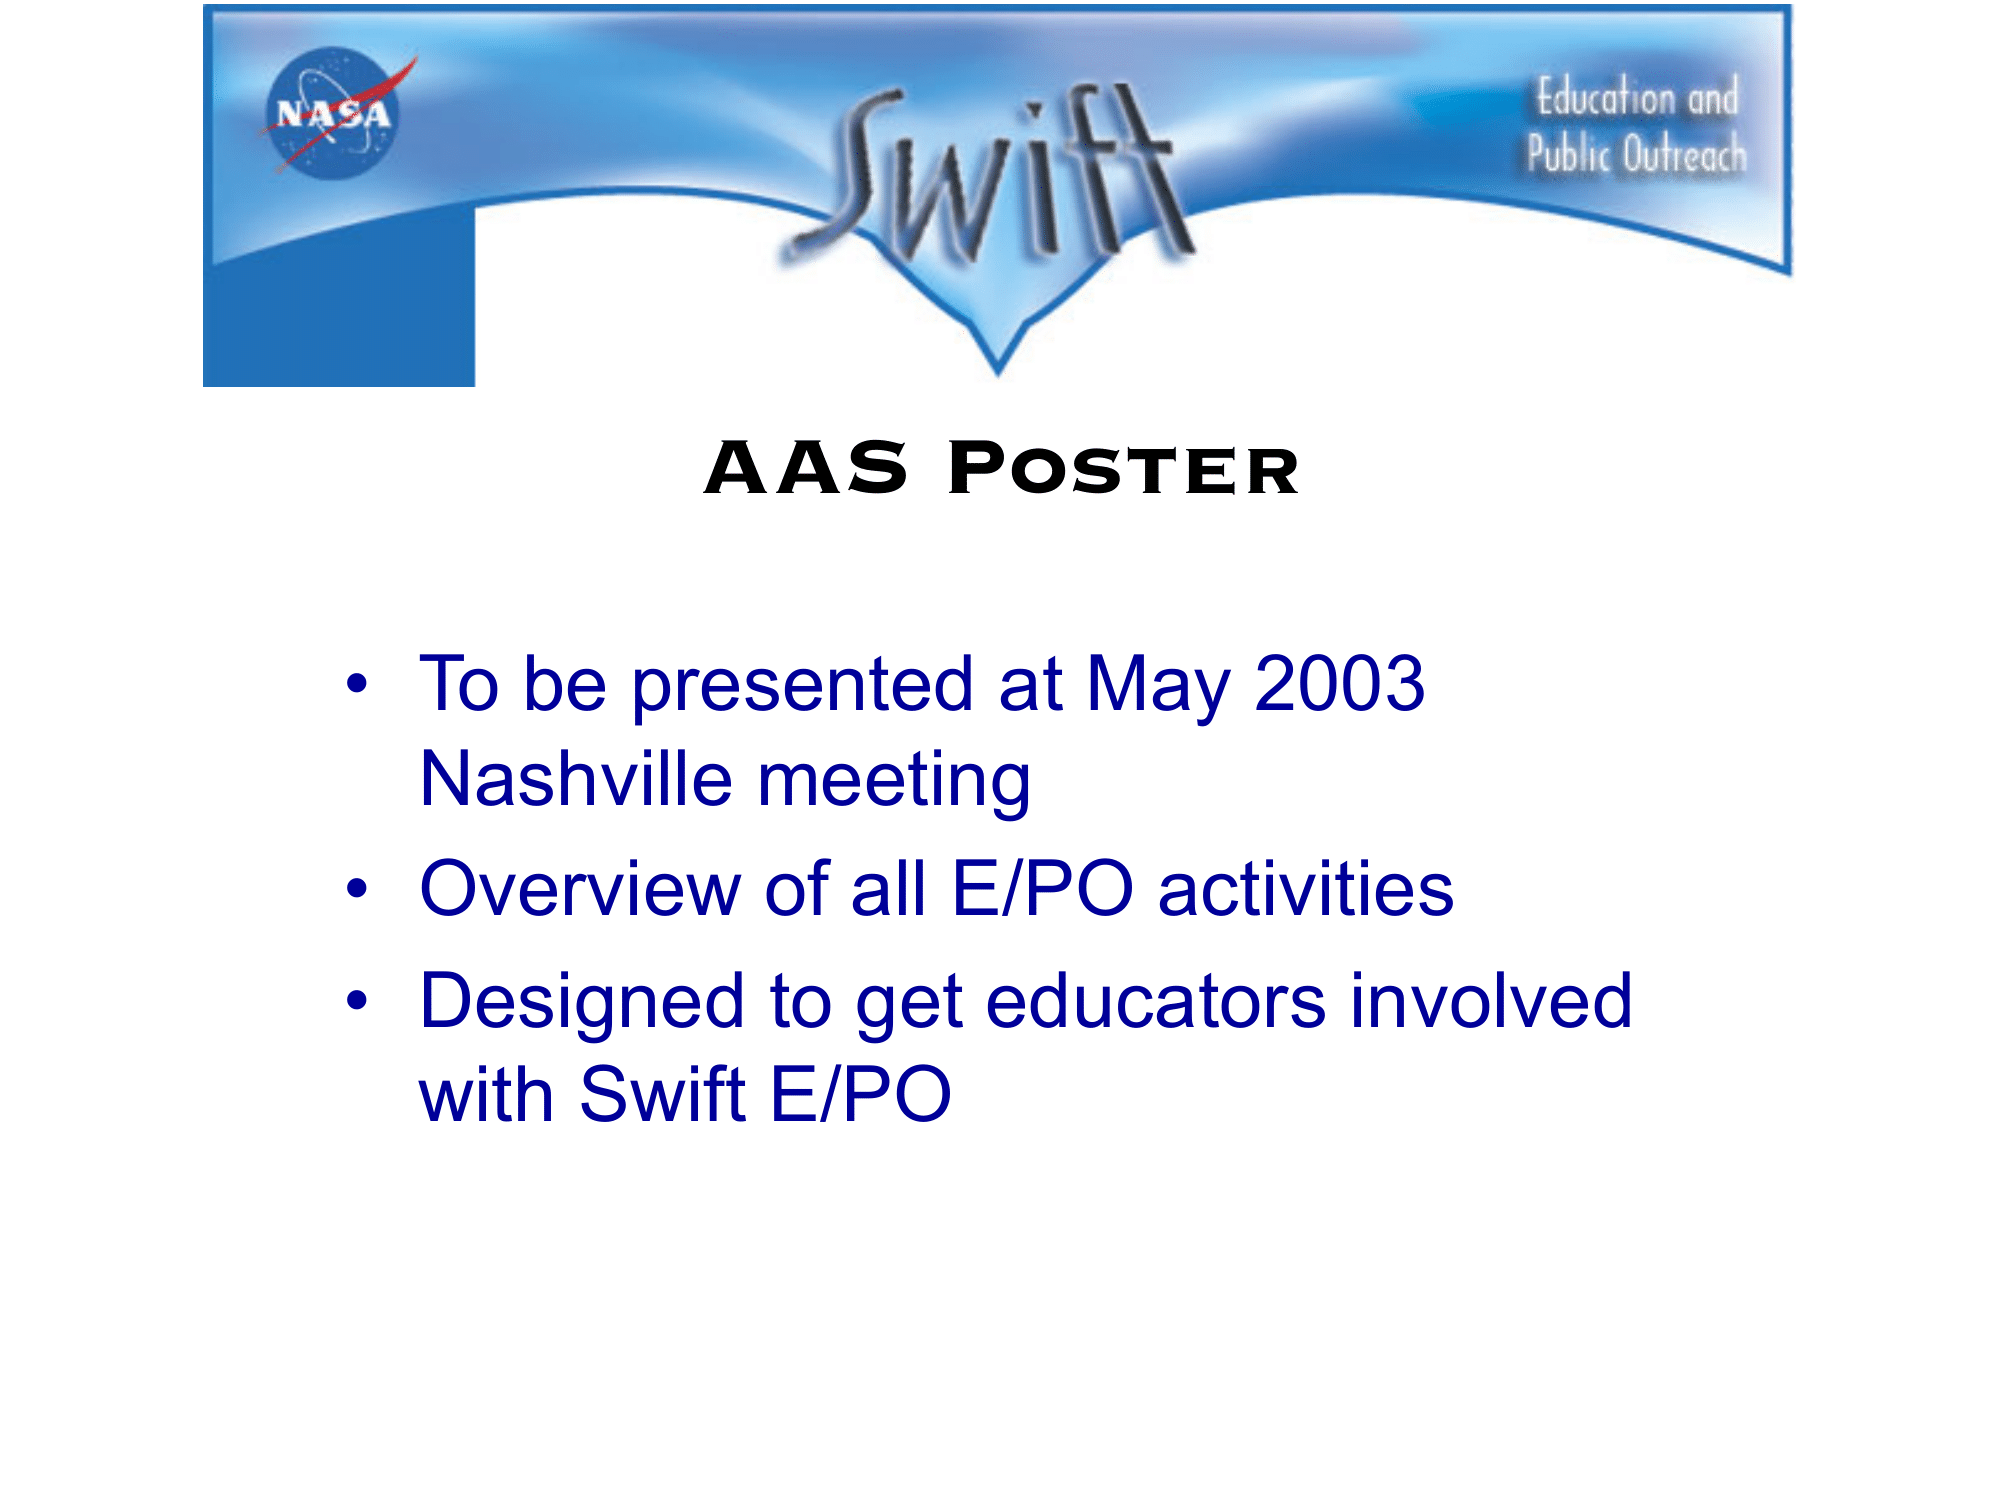 NASA
Swift
Education and
Public Outreach
AAS Poster
• To be presented at May 2003
Nashville meeting
• Overview of all E/PO activities
• Designed to get educators involved
with Swift E/PO